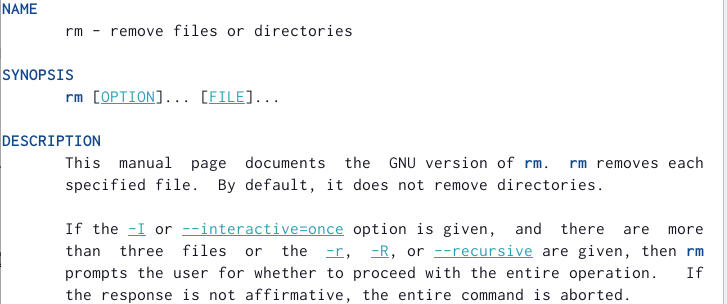 NAME
rm - remove files or directories
SYNOPSIS
rm [OPTION]... [FILE]...
DESCRIPTION
This manual page documents the GNU version of rm. rm removes each
specified file. By default, it does not remove directories.
If the -I or --interactive=once option is given, and there are more
than three files or the -r, -R, or --recursive are given, then rm
prompts the user for whether to proceed with the entire operation. If
the response is not affirmative, the entire command is aborted.